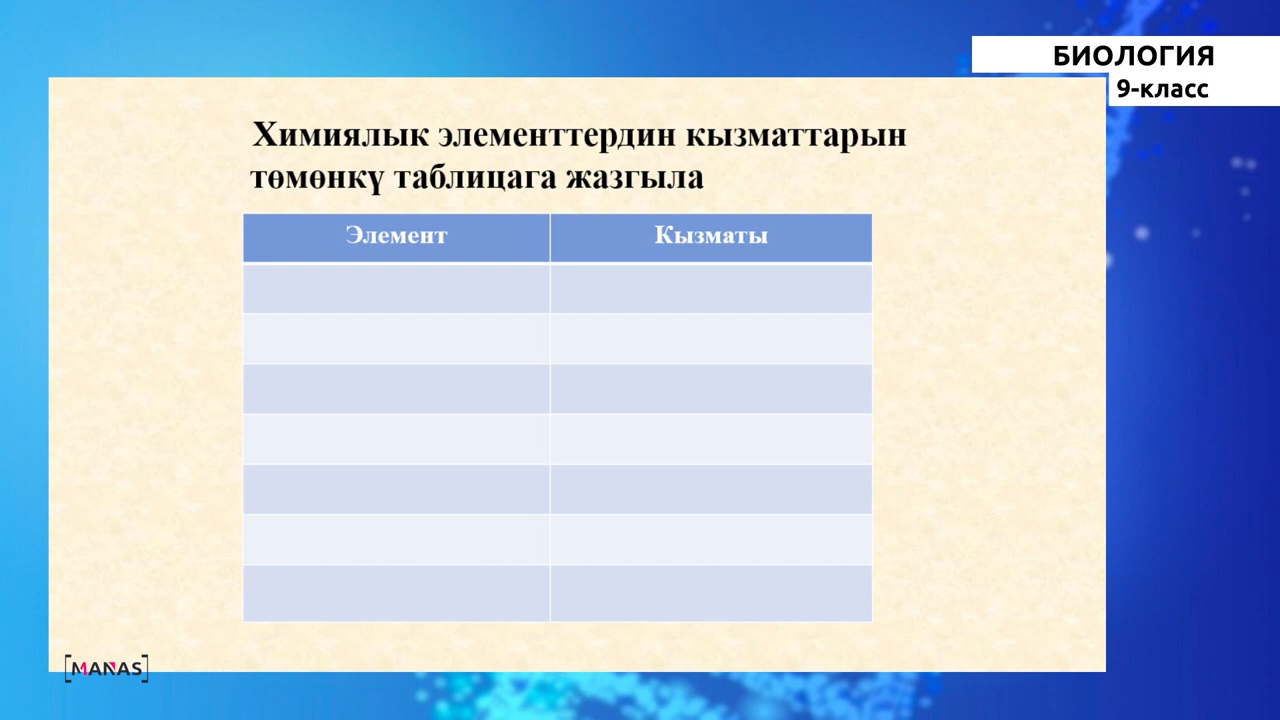 БИОЛОГИЯ
9-класс
Химиялык элементтердин кызматтарын
төмөнкү таблицага жазгыла
Элемент Кызматы
MANAS